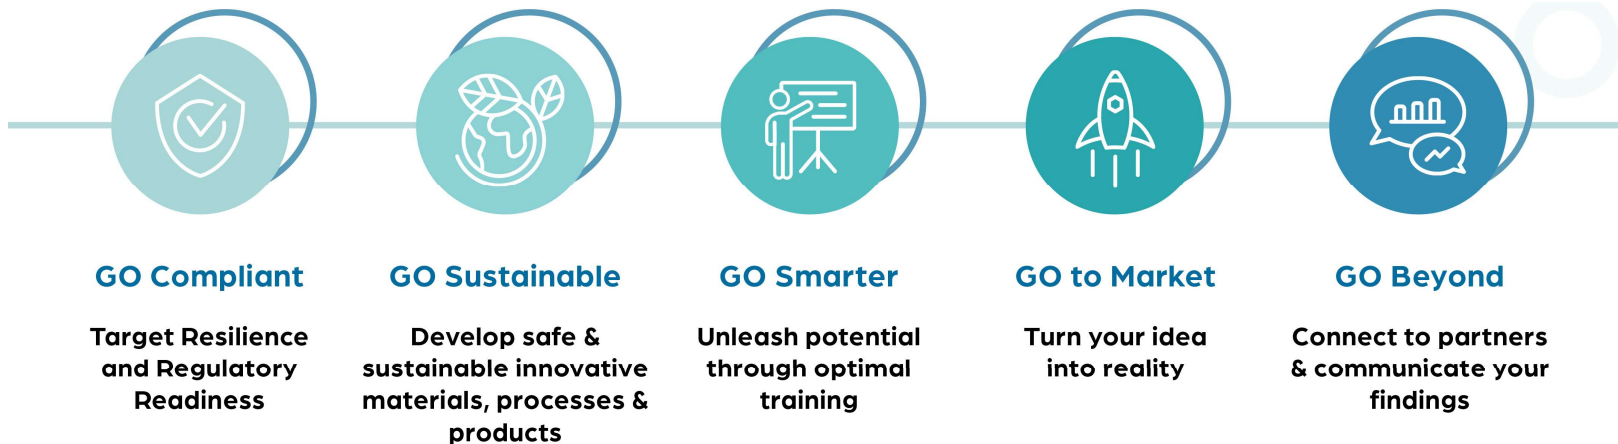 GO Compliant
Target Resilience
and Regulatory
Readiness
GO Sustainable
Develop safe &
sustainable innovative
materials, processes &
products
GO Smarter
Unleash potential
through optimal
training
GO to Market
Turn your idea
into reality
GO Beyond
Connect to partners
& communicate your
findings